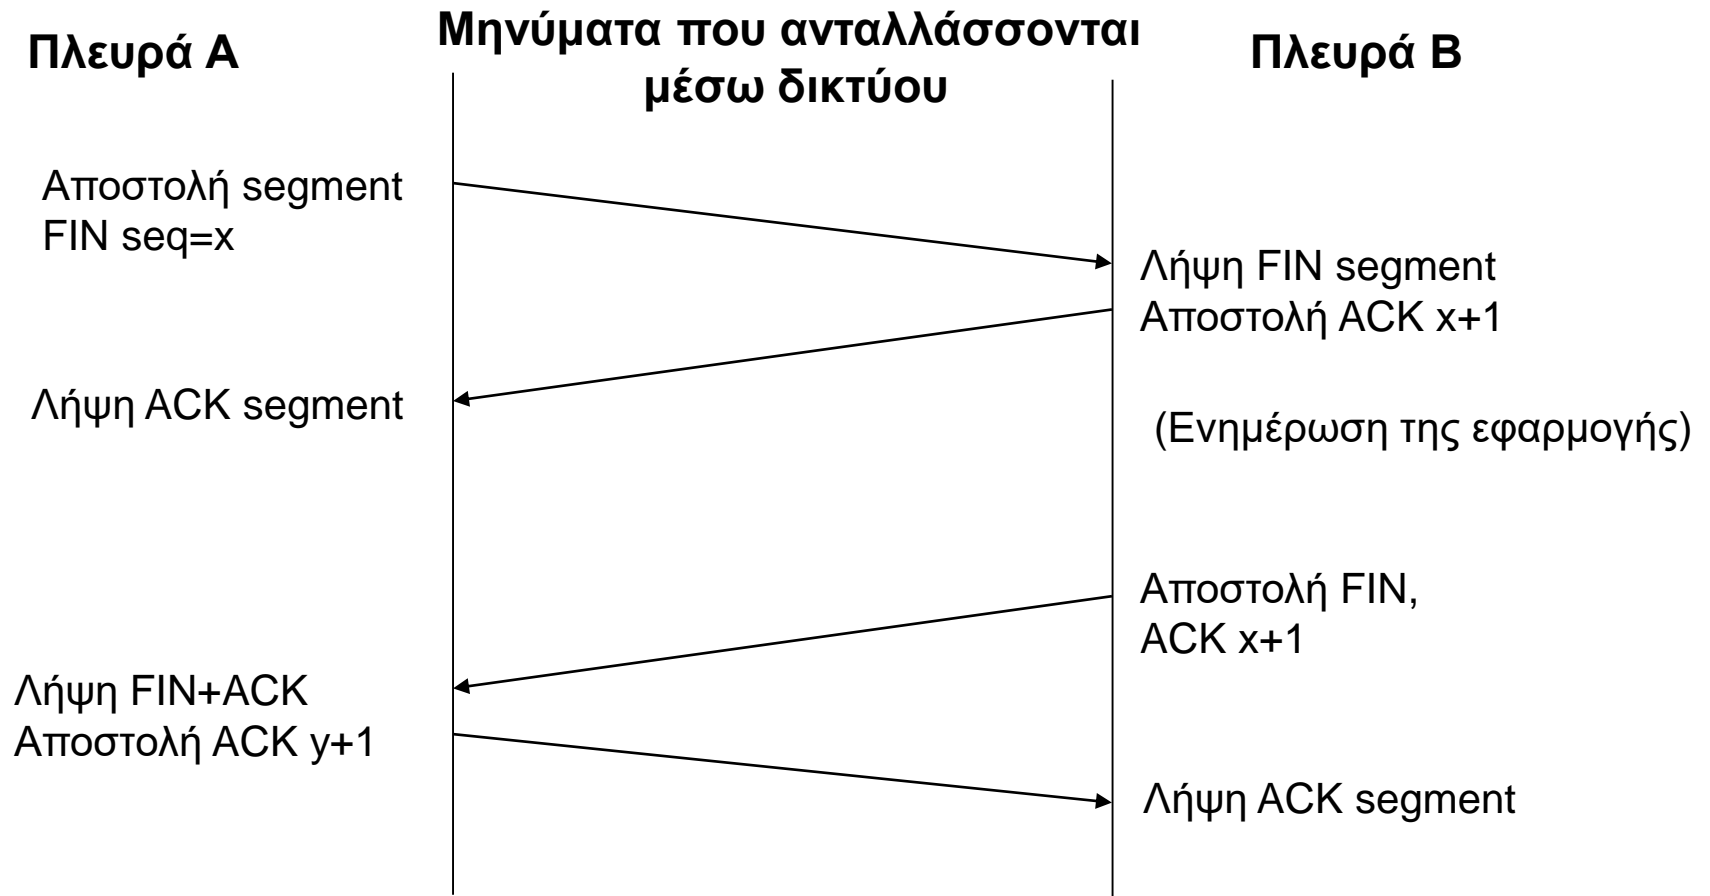 Πλευρά Α
Μηνύματα που ανταλλάσσονται
μέσω δικτύου
Πλευρά Β
Αποστολή segment
FIN seq=x
Λήψη FIN segment
Αποστολή ACK x+1
Λήψη ACK segment
(Ενημέρωση της εφαρμογής)
Αποστολή FIN,
ACK x+1
Λήψη FIN+ACK
Αποστολή ACK y+1
Λήψη ACK segment